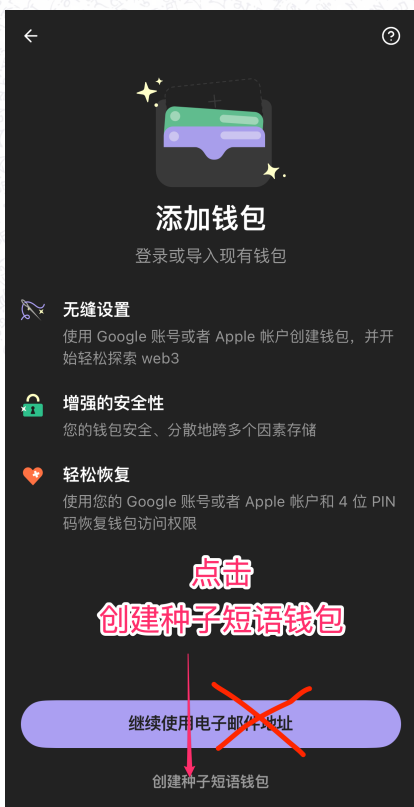 添加钱包
登录或导入现有钱包
无缝设置
使用 Google 账号或者 Apple 帐户创建钱包，并开
始轻松探索 web3
增强的安全性
您的钱包安全、分散地跨多个因素存储
轻松恢复
使用您的 Google 账号或者 Apple 帐户和 4 位 PIN
码恢复钱包访问权限
点击
创建种子短语钱包
继续使用电子邮件地址
创建种子短语钱包